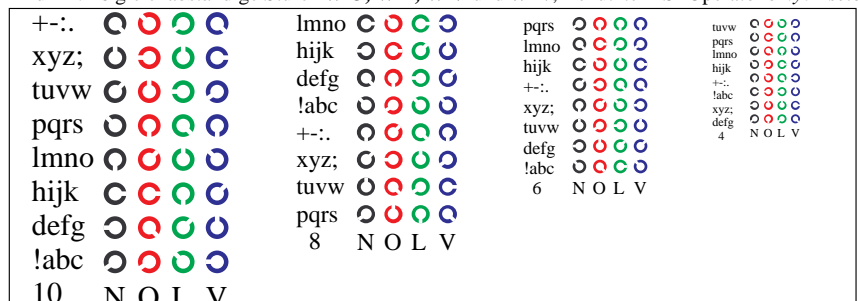 +-:.
xyz;
tuvw
pqrs
lmno
hijk
defg
!abc
10 N O L V
lmno
hijk
defg
!abc
+-:.
xyz;
tuvw
pqrs
8 N O L V
pqrs
lmno
hijk
+-:.
xyz;
tuvw
defg
!abc
6 N O L V
tuvw
pqrs
lmno
hijk
+-:.
!abc
xyz;
defg
4 N O L V